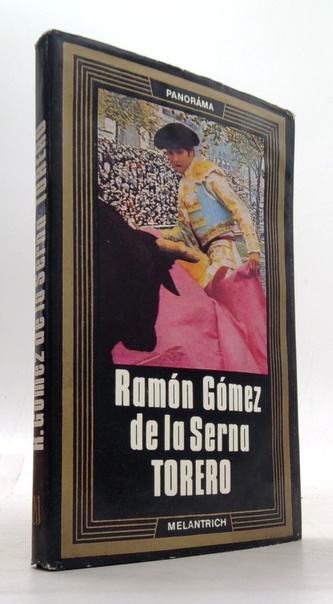 PANORÁMA
Ramón Gómez
de la Serna
TORERO
MELANTRICH
R. Gómez de la Serna TORERO